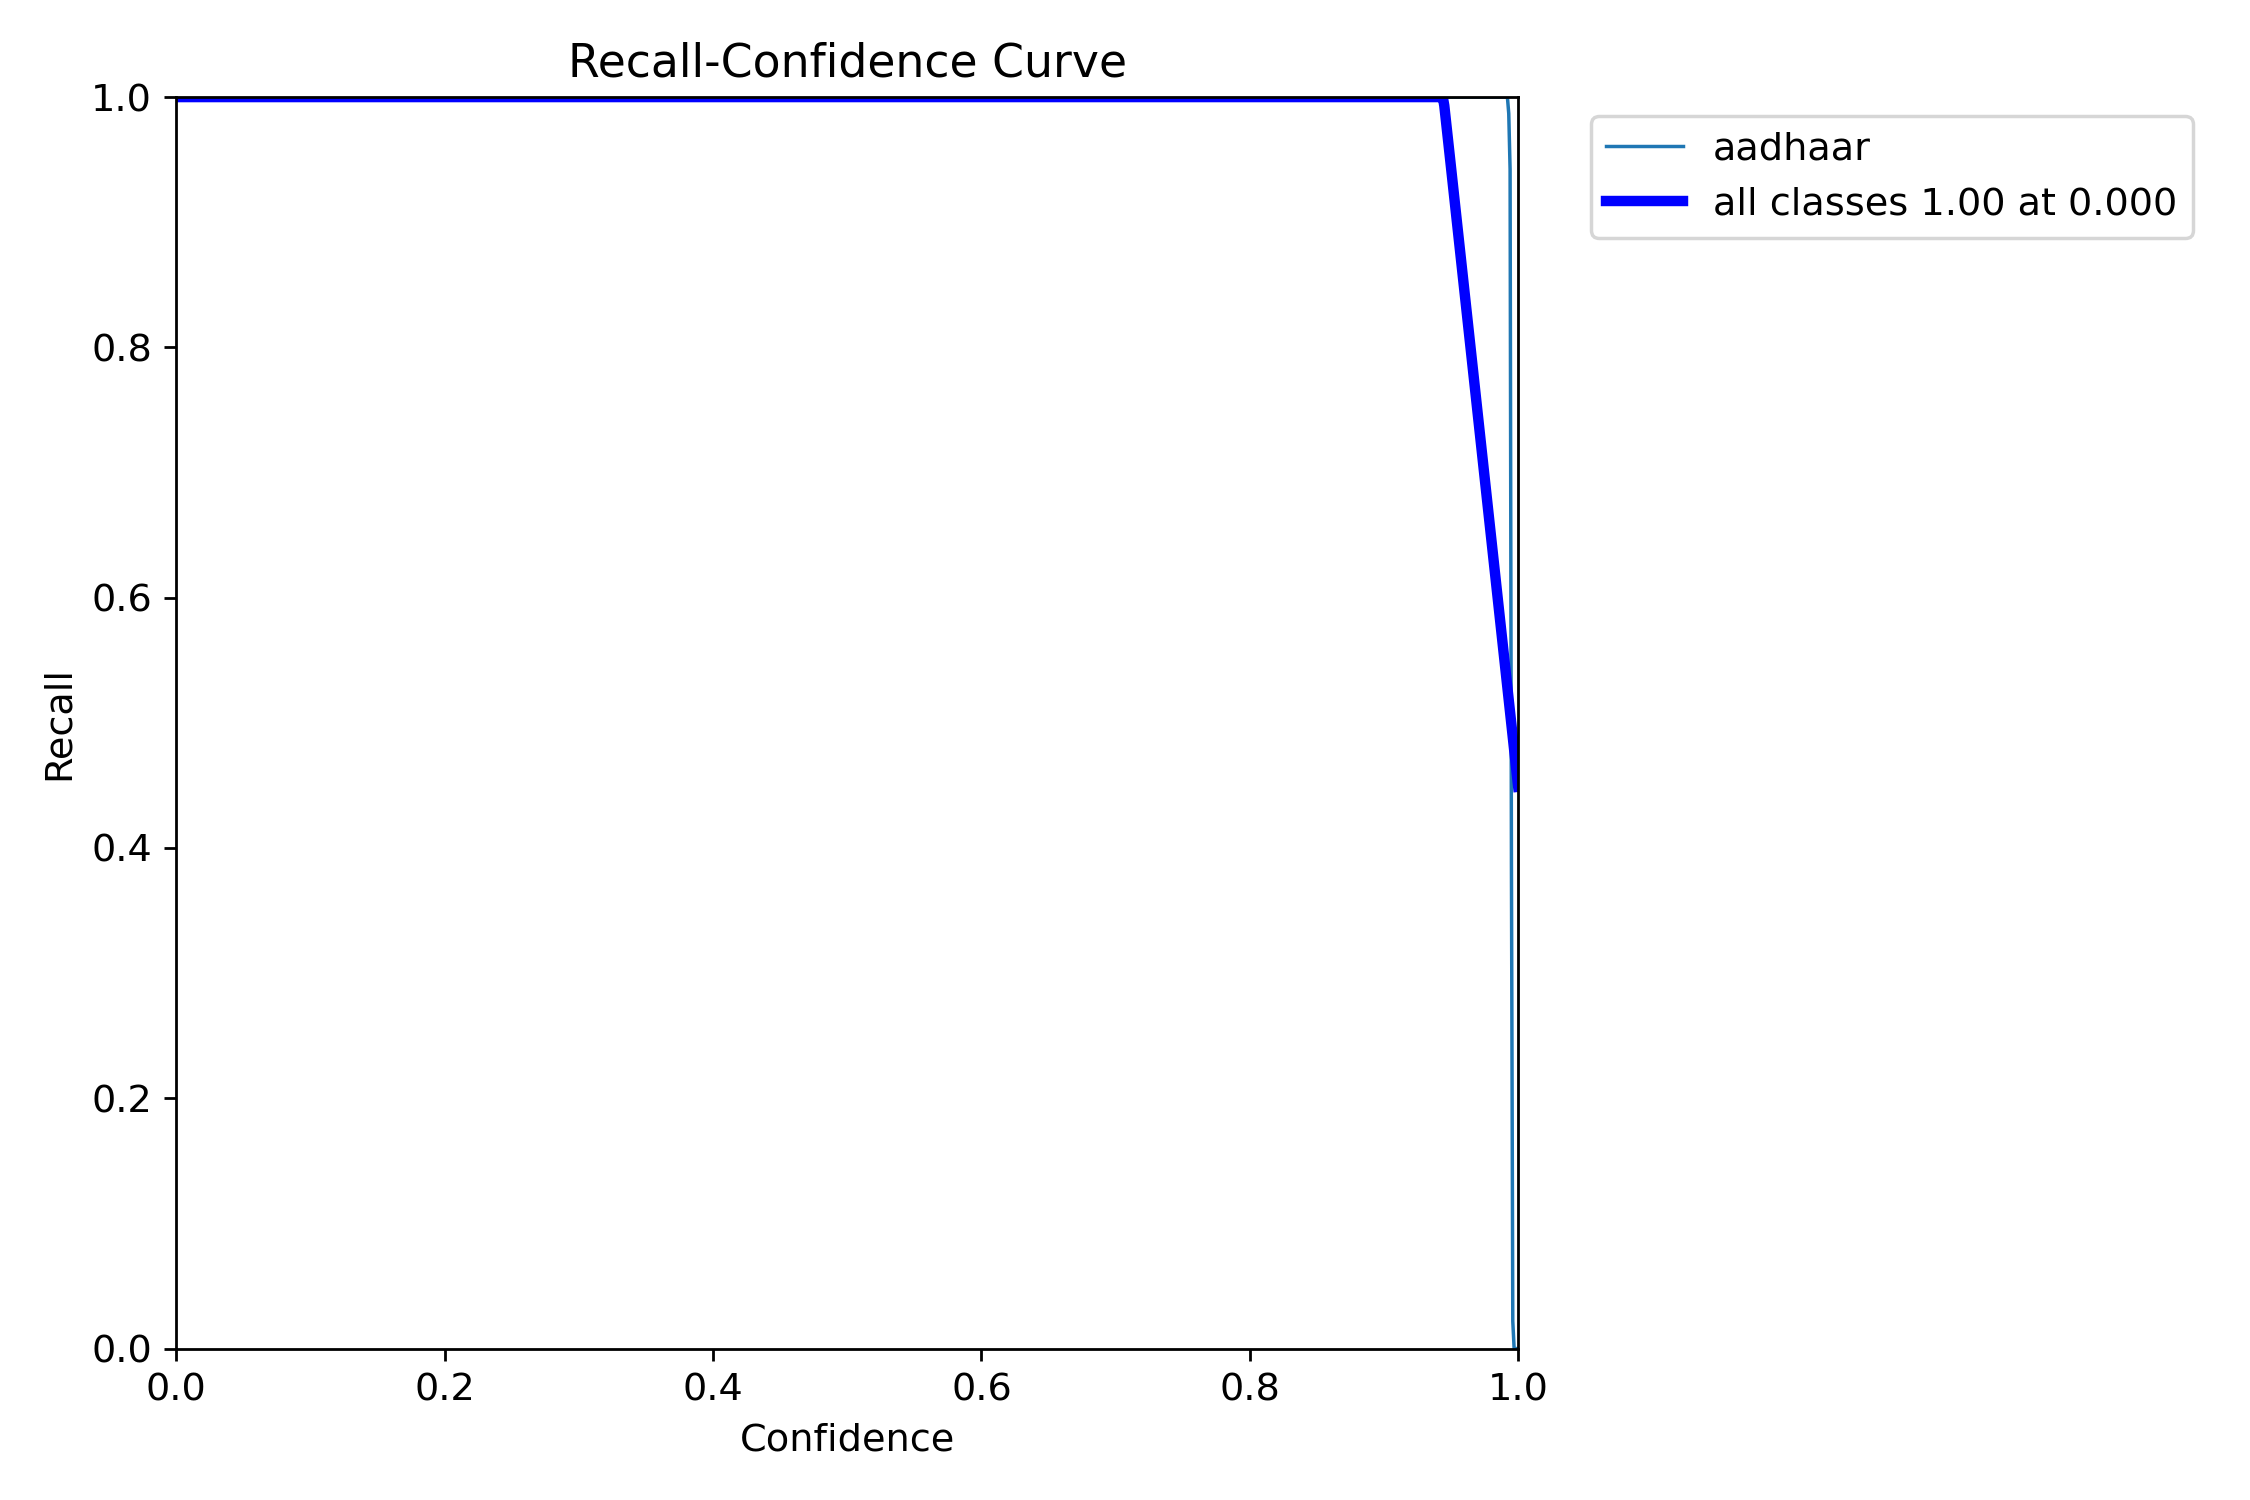 Recall-Confidence Curve
1.0
0.8
0.6
0.4
0.2
0.0
Recall
0.0 0.2 0.4 0.6 0.8 1.0
Confidence
aadhaar
all classes 1.00 at 0.000